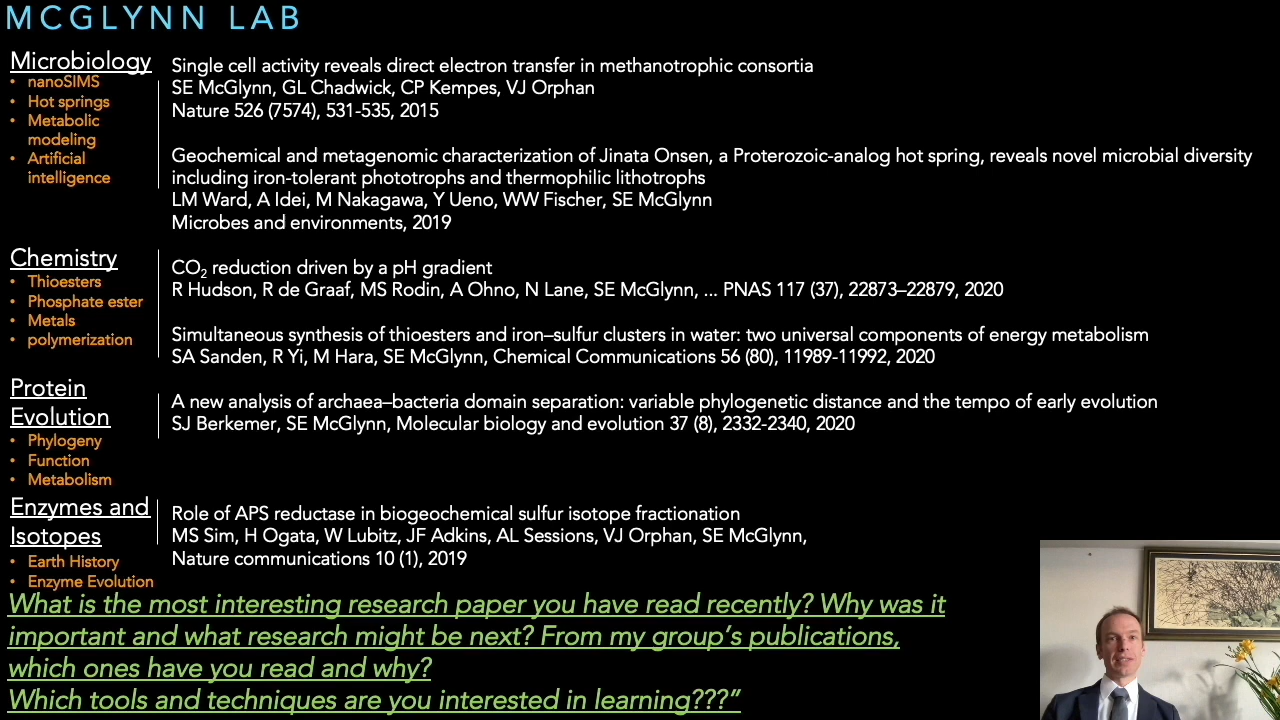 MCGLYNN LAB
Microbiology
• nanoSIMS
• Hot springs
• Metabolic
modeling
• Artificial
intelligence
Single cell activity reveals direct electron transfer in methanotrophic consortia
SE McGlynn, GL Chadwick, CP Kempes, VJ Orphan
Nature 526 (7574), 531-535, 2015
Geochemical and metagenomic characterization of Jinata Onsen, a Proterozoic-analog hot spring, reveals novel microbial diversity
including iron-tolerant phototrophs and thermophilic lithotrophs
LM Ward, A Idei, M Nakagawa, Y Ueno, WW Fischer, SE McGlynn
Microbes and environments, 2019
Chemistry
• Thioesters
• Phosphate ester
• Metals
• polymerization
CO₂ reduction driven by a pH gradient
R Hudson, R de Graaf, MS Rodin, A Ohno, N Lane, SE McGlynn, ... PNAS 117 (37), 22873–22879, 2020
Simultaneous synthesis of thioesters and iron–sulfur clusters in water: two universal components of energy metabolism
SA Sanden, R Yi, M Hara, SE McGlynn, Chemical Communications 56 (80), 11989-11992, 2020
Protein
Evolution
• Phylogeny
• Function
• Metabolism
A new analysis of archaea–bacteria domain separation: variable phylogenetic distance and the tempo of early evolution
SJ Berkemer, SE McGlynn, Molecular biology and evolution 37 (8), 2332-2340, 2020
Enzymes and
Isotopes
• Earth History
• Enzyme Evolution
Role of APS reductase in biogeochemical sulfur isotope fractionation
MS Sim, H Ogata, W Lubitz, JF Adkins, AL Sessions, VJ Orphan, SE McGlynn,
Nature communications 10 (1), 2019
What is the most interesting research paper you have read recently? Why was it
important and what research might be next? From my group’s publications,
which ones have you read and why?
Which tools and techniques are you interested in learning???”